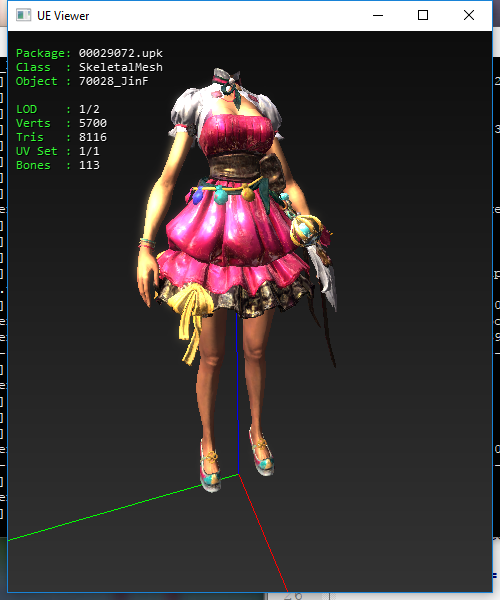 UE Viewer
Package: 00029072.upk
Class : SkeletalMesh
Object : 70028_JinF
LOD : 1/2
Verts : 5700
Tris : 8116
UV Set : 1/1
Bones : 113
26